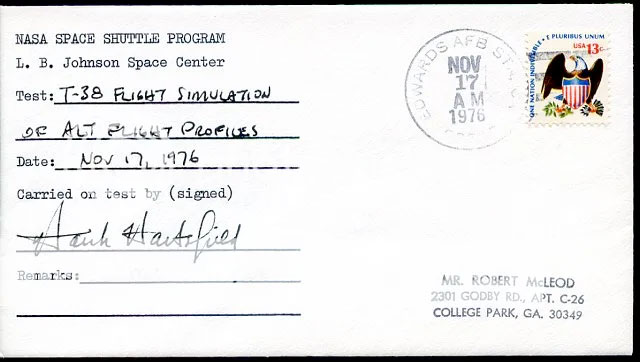 NASA SPACE SHUTTLE PROGRAM
L. B. Johnson Space Center
Test: T-38 FLIGHT SIMULATION
OF ALT FLIGHT PROFILES
Date: NOV 17, 1976
Carried on test by (signed)
Hank Hartsfield
Remarks:
EDWARDS AFB
NOV
17
AM
1976
E PLURIBUS UNUM
USA 13c
ONE NATION INDIVISIBLE
MR. ROBERT McLEOD
2301 GODBY RD., APT. C-26
COLLEGE PARK, GA. 30349